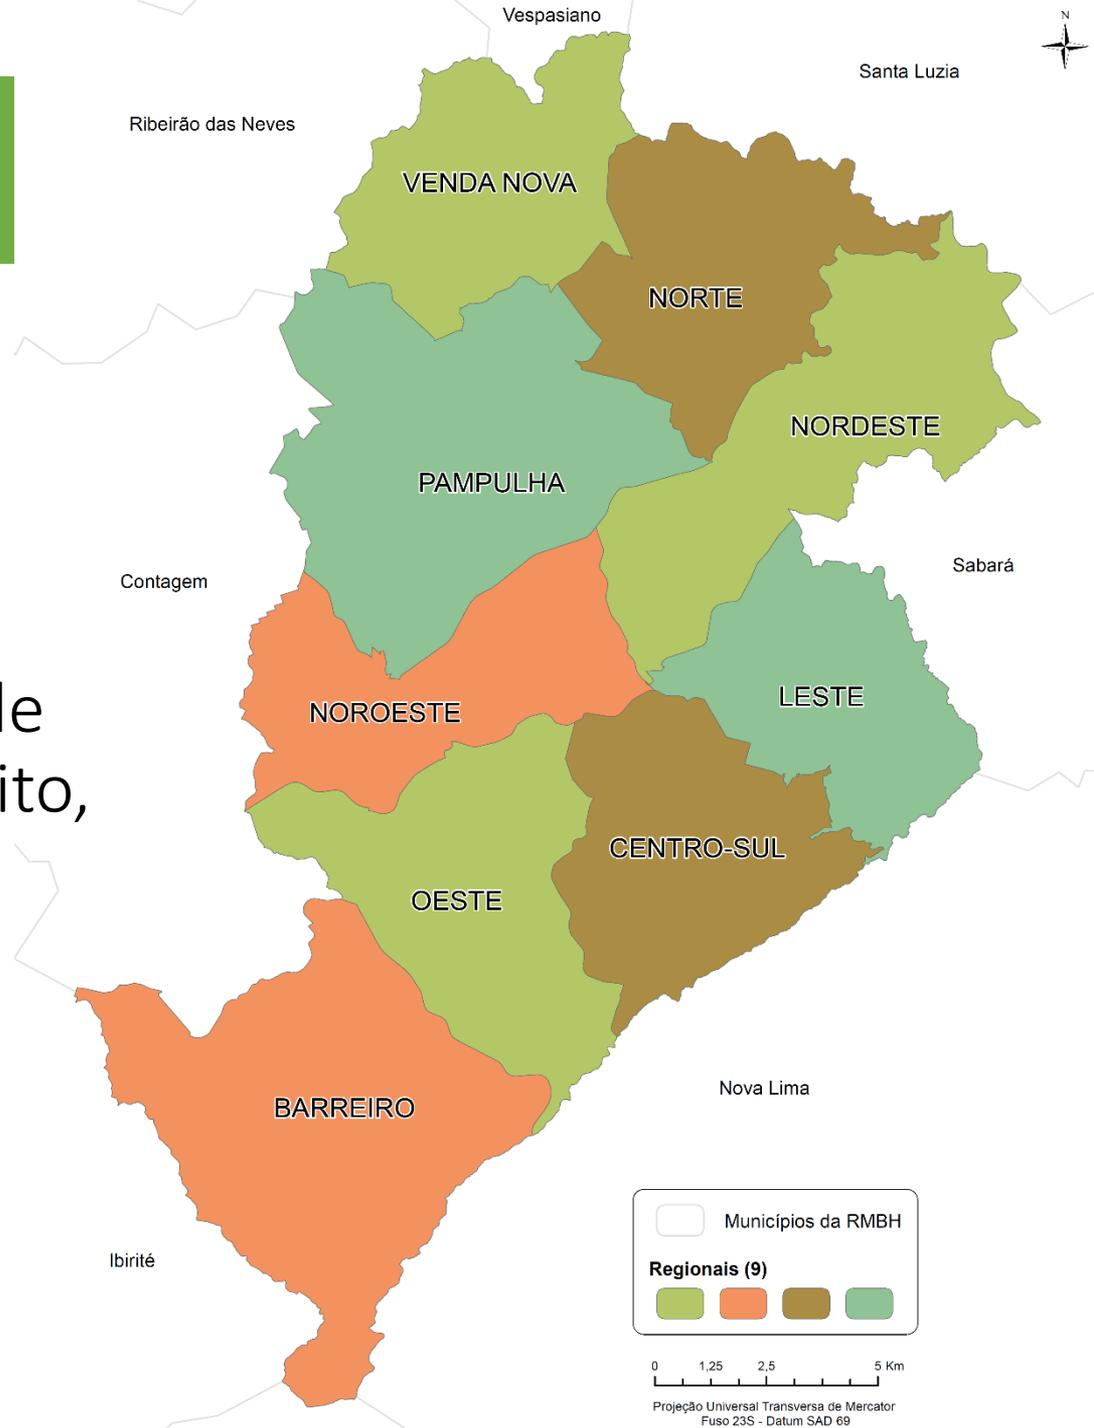 Vespasiano
N
Santa Luzia
Ribeirão das Neves
VENDA NOVA
NORTE
NORDESTE
PAMPULHA
Sabará
Contagem
LESTE
NOROESTE
ito,
CENTRO-SUL
OESTE
Nova Lima
BARREIRO
Ibirité
Municípios da RMBH
Regionais (9)
0 1,25 2,5 5 Km
Projeção Universal Transversa de Mercator
Fuso 23S - Datum SAD 69